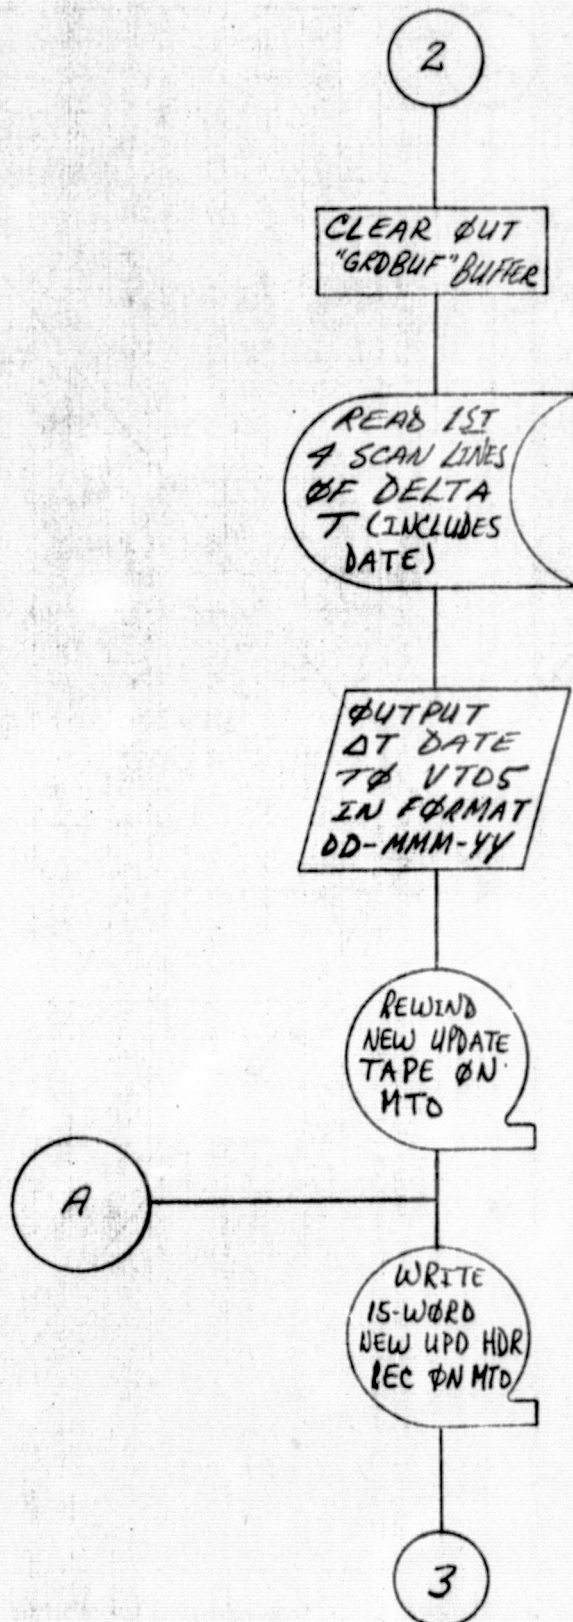 2
CLEAR ØUT
"GRDBUF" BUFFER
READ 1ST
4 SCAN LINES
ØF DELTA
T (INCLUDES
DATE)
ØUTPUT
ΔT DATE
TØ VTD5
IN FØRMAT
DD-MMM-YY
REWIND
NEW UPDATE
TAPE ØN
MTO
A
WRITE
15-WØRD
NEW UPD HDR
REC ØN MTO
3